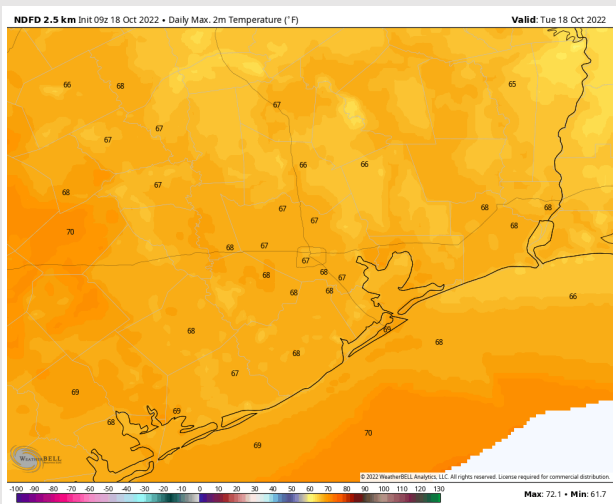 NDFD 2.5 km Init 09z 18 Oct 2022 • Daily Max. 2m Temperature (°F)
Valid: Tue 18 Oct 2022
66 68 65
67
67
67
66 66
67
68
67 68 68
67 68
70
68 67
67
68 68 67
68 68
66
68 69
68
68
67
69
69
68
70
69
WeatherBELL
© 2022 WeatherBELL Analytics, LLC. All rights reserved. License required for commercial distribution.
-100 -90 -80 -70 -60 -50 -40 -30 -20 -10 0 10 20 30 40 50 60 70 80 90 100 110 120 130
Max: 72.1 • Min: 61.7